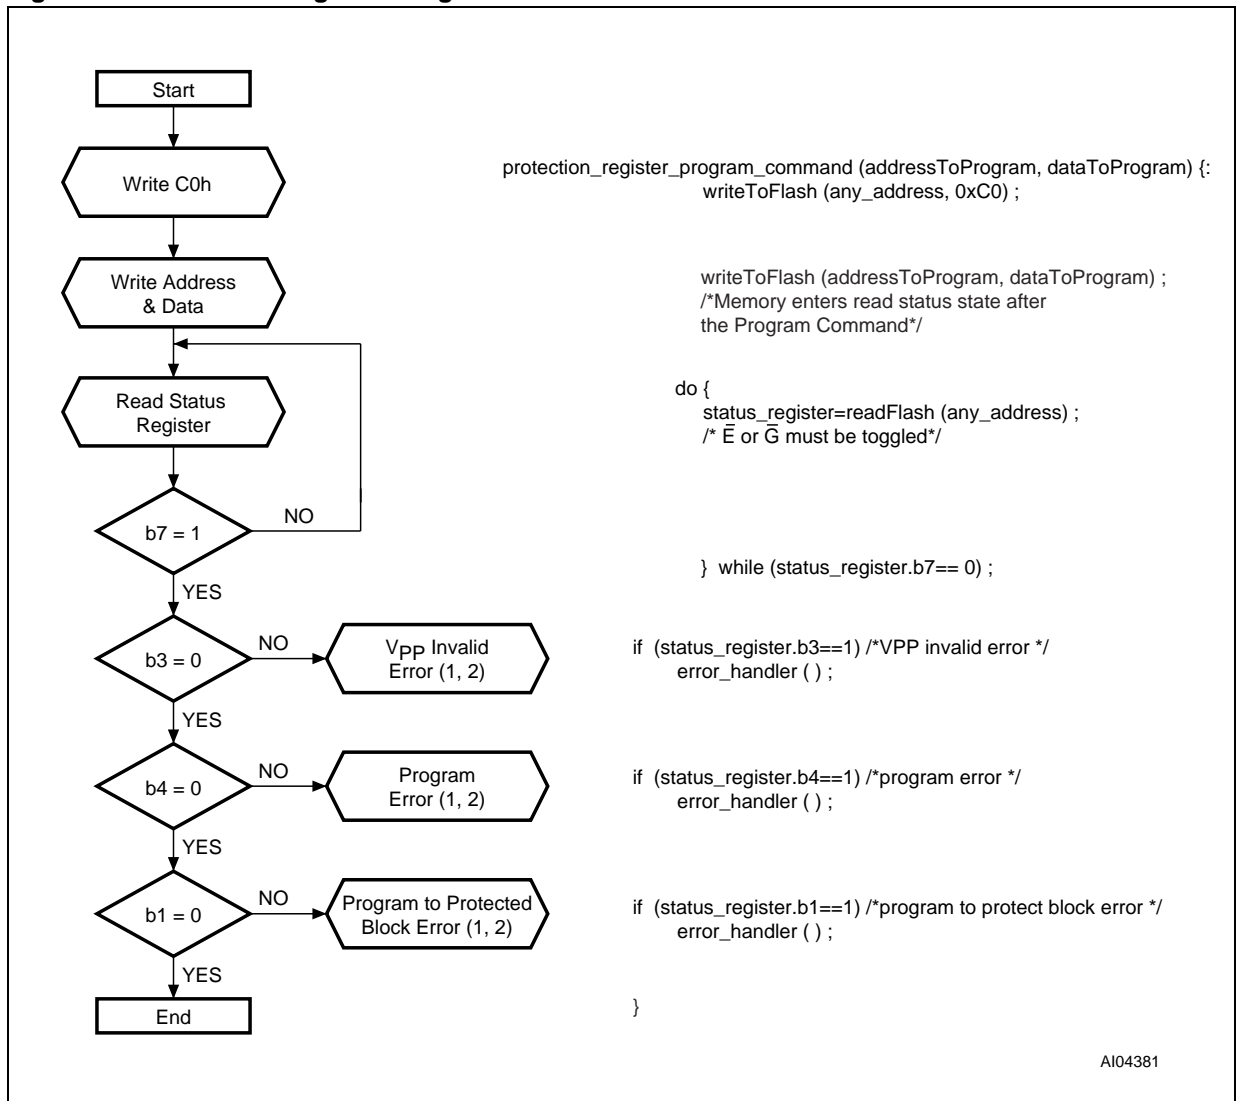 Start
Write C0h
protection_register_program_command (addressToProgram, dataToProgram) {:
writeToFlash (any_address, 0xC0) ;
Write Address
& Data
writeToFlash (addressToProgram, dataToProgram) ;
/*Memory enters read status state after
the Program Command*/
Read Status
Register
do {
status_register=readFlash (any_address) ;
/* E̅ or G̅ must be toggled*/
b7 = 1
NO
} while (status_register.b7== 0) ;
YES
b3 = 0
NO
VPP Invalid
Error (1, 2)
if (status_register.b3==1) /*VPP invalid error */
error_handler ( ) ;
YES
b4 = 0
NO
Program
Error (1, 2)
if (status_register.b4==1) /*program error */
error_handler ( ) ;
YES
b1 = 0
NO
Program to Protected
Block Error (1, 2)
if (status_register.b1==1) /*program to protect block error */
error_handler ( ) ;
YES
End
}
AI04381